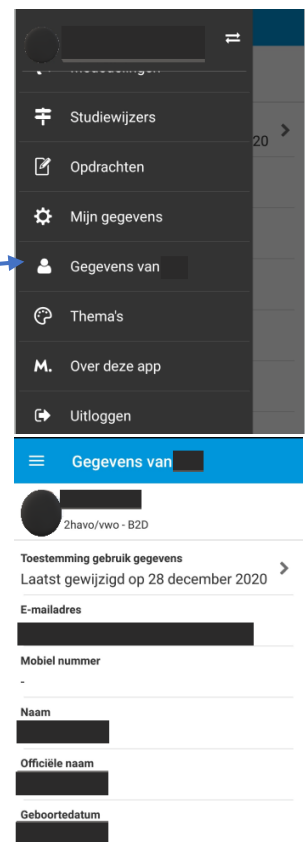 Studiewijzers
20
Opdrachten
Mijn gegevens
Gegevens van
Thema's
M. Over deze app
Uitloggen
Gegevens van
2havo/vwo - B2D
Toestemming gebruik gegevens
Laatst gewijzigd op 28 december 2020
E-mailadres
Mobiel nummer
-
Naam
Officiële naam
Geboortedatum